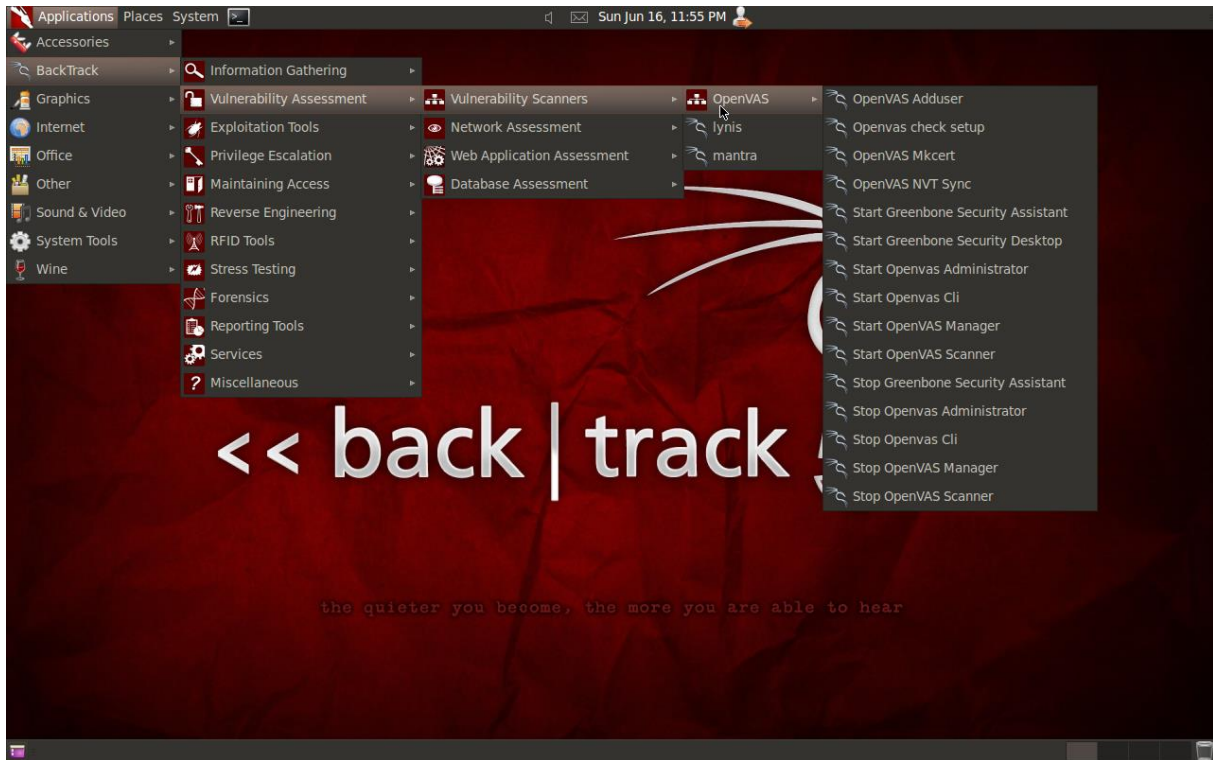 Applications Places System Sun Jun 16, 11:55 PM
Accessories
BackTrack
Graphics
Internet
Office
Other
Sound & Video
System Tools
Wine
Information Gathering
Vulnerability Assessment
Exploitation Tools
Privilege Escalation
Maintaining Access
Reverse Engineering
RFID Tools
Stress Testing
Forensics
Reporting Tools
Services
Miscellaneous
Vulnerability Scanners
Network Assessment
Web Application Assessment
Database Assessment
OpenVAS
lynis
mantra
OpenVAS Adduser
Openvas check setup
OpenVAS Mkcert
OpenVAS NVT Sync
Start Greenbone Security Assistant
Start Greenbone Security Desktop
Start Openvas Administrator
Start Openvas Cli
Start OpenVAS Manager
Start OpenVAS Scanner
Stop Greenbone Security Assistant
Stop Openvas Administrator
Stop Openvas Cli
Stop OpenVAS Manager
Stop OpenVAS Scanner
<< back | track
the quieter you become, the more you are able to hear